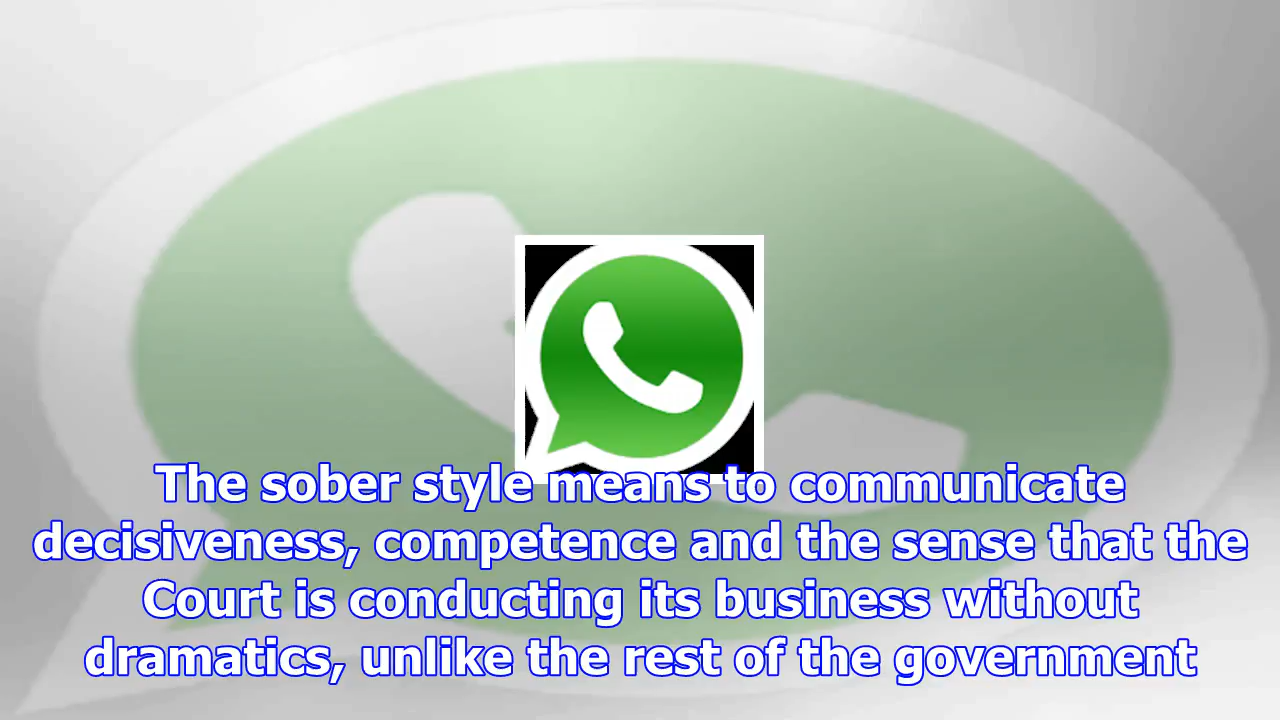 The sober style means to communicate
decisiveness, competence and the sense that the
Court is conducting its business without
dramatics, unlike the rest of the government